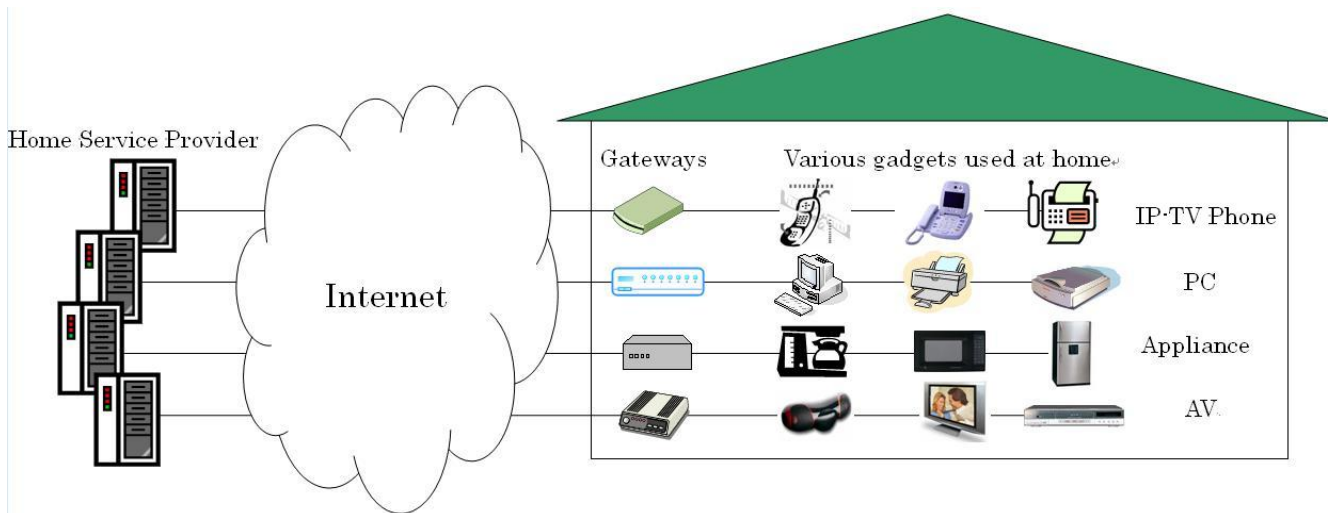 Home Service Provider
Internet
Gateways
Various gadgets used at home
IP-TV Phone
PC
Appliance
AV